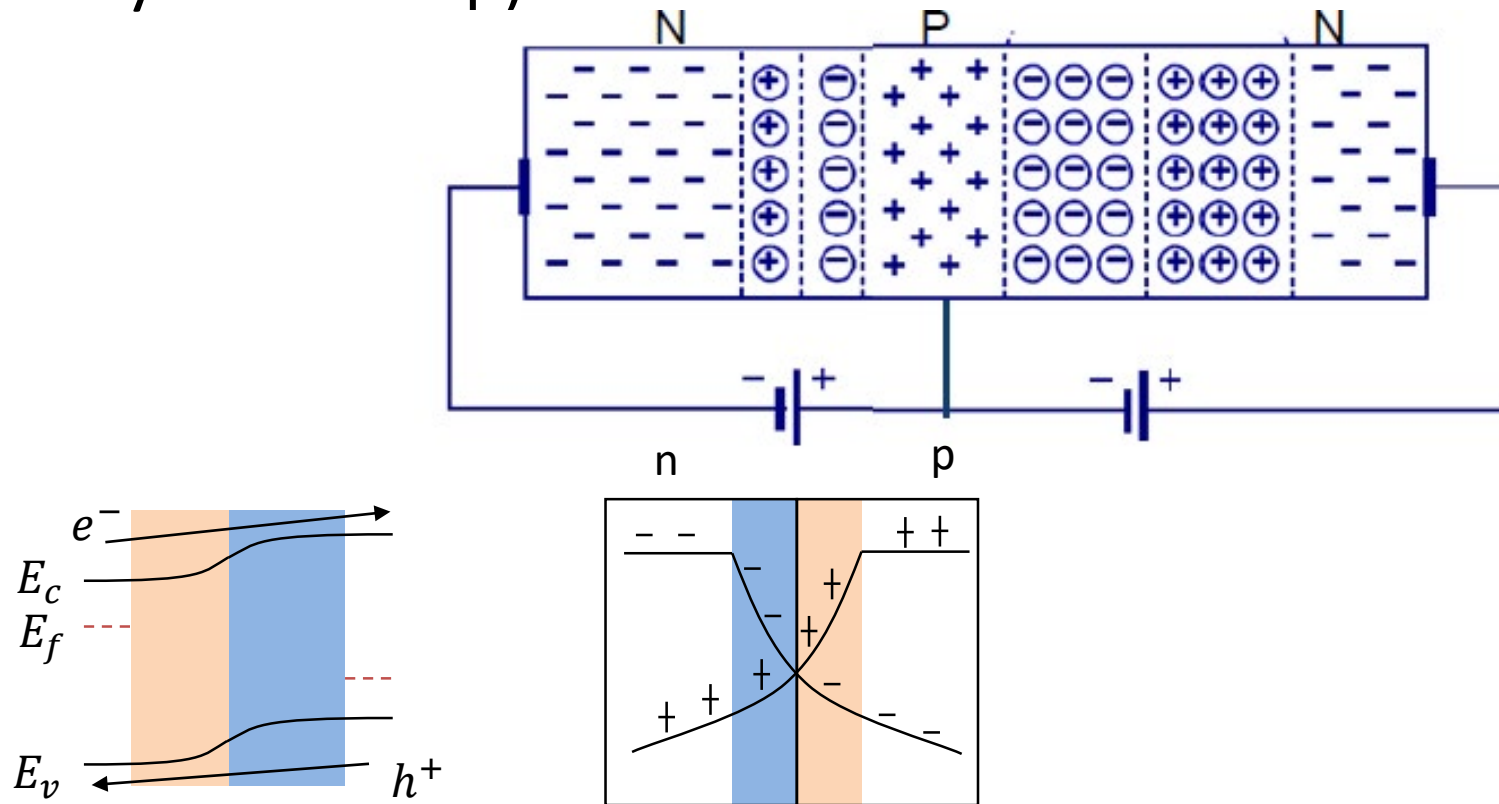 N P N
− + − +
n p
e⁻
E_c
E_f
E_v
h⁺